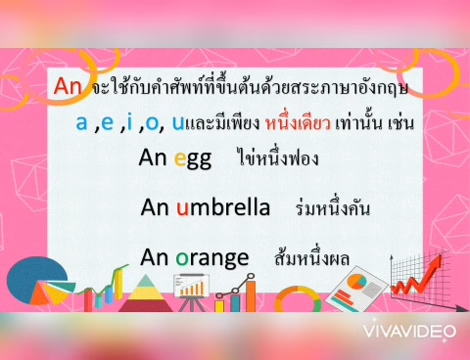 An จะใช้กับคำศัพท์ที่ขึ้นต้นด้วยสระภาษาอังกฤษ
a ,e ,i ,o, u และมีเพียง หนึ่งเดียว เท่านั้น เช่น
An egg ไข่หนึ่งฟอง
An umbrella ร่มหนึ่งคัน
An orange ส้มหนึ่งผล
VIVAVIDEO